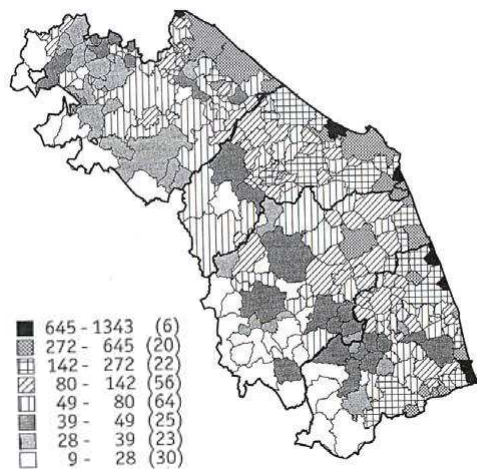 645 - 1343 (6)
272 - 645 (20)
142 - 272 (22)
80 - 142 (56)
49 - 80 (64)
39 - 49 (25)
28 - 39 (23)
9 - 28 (30)